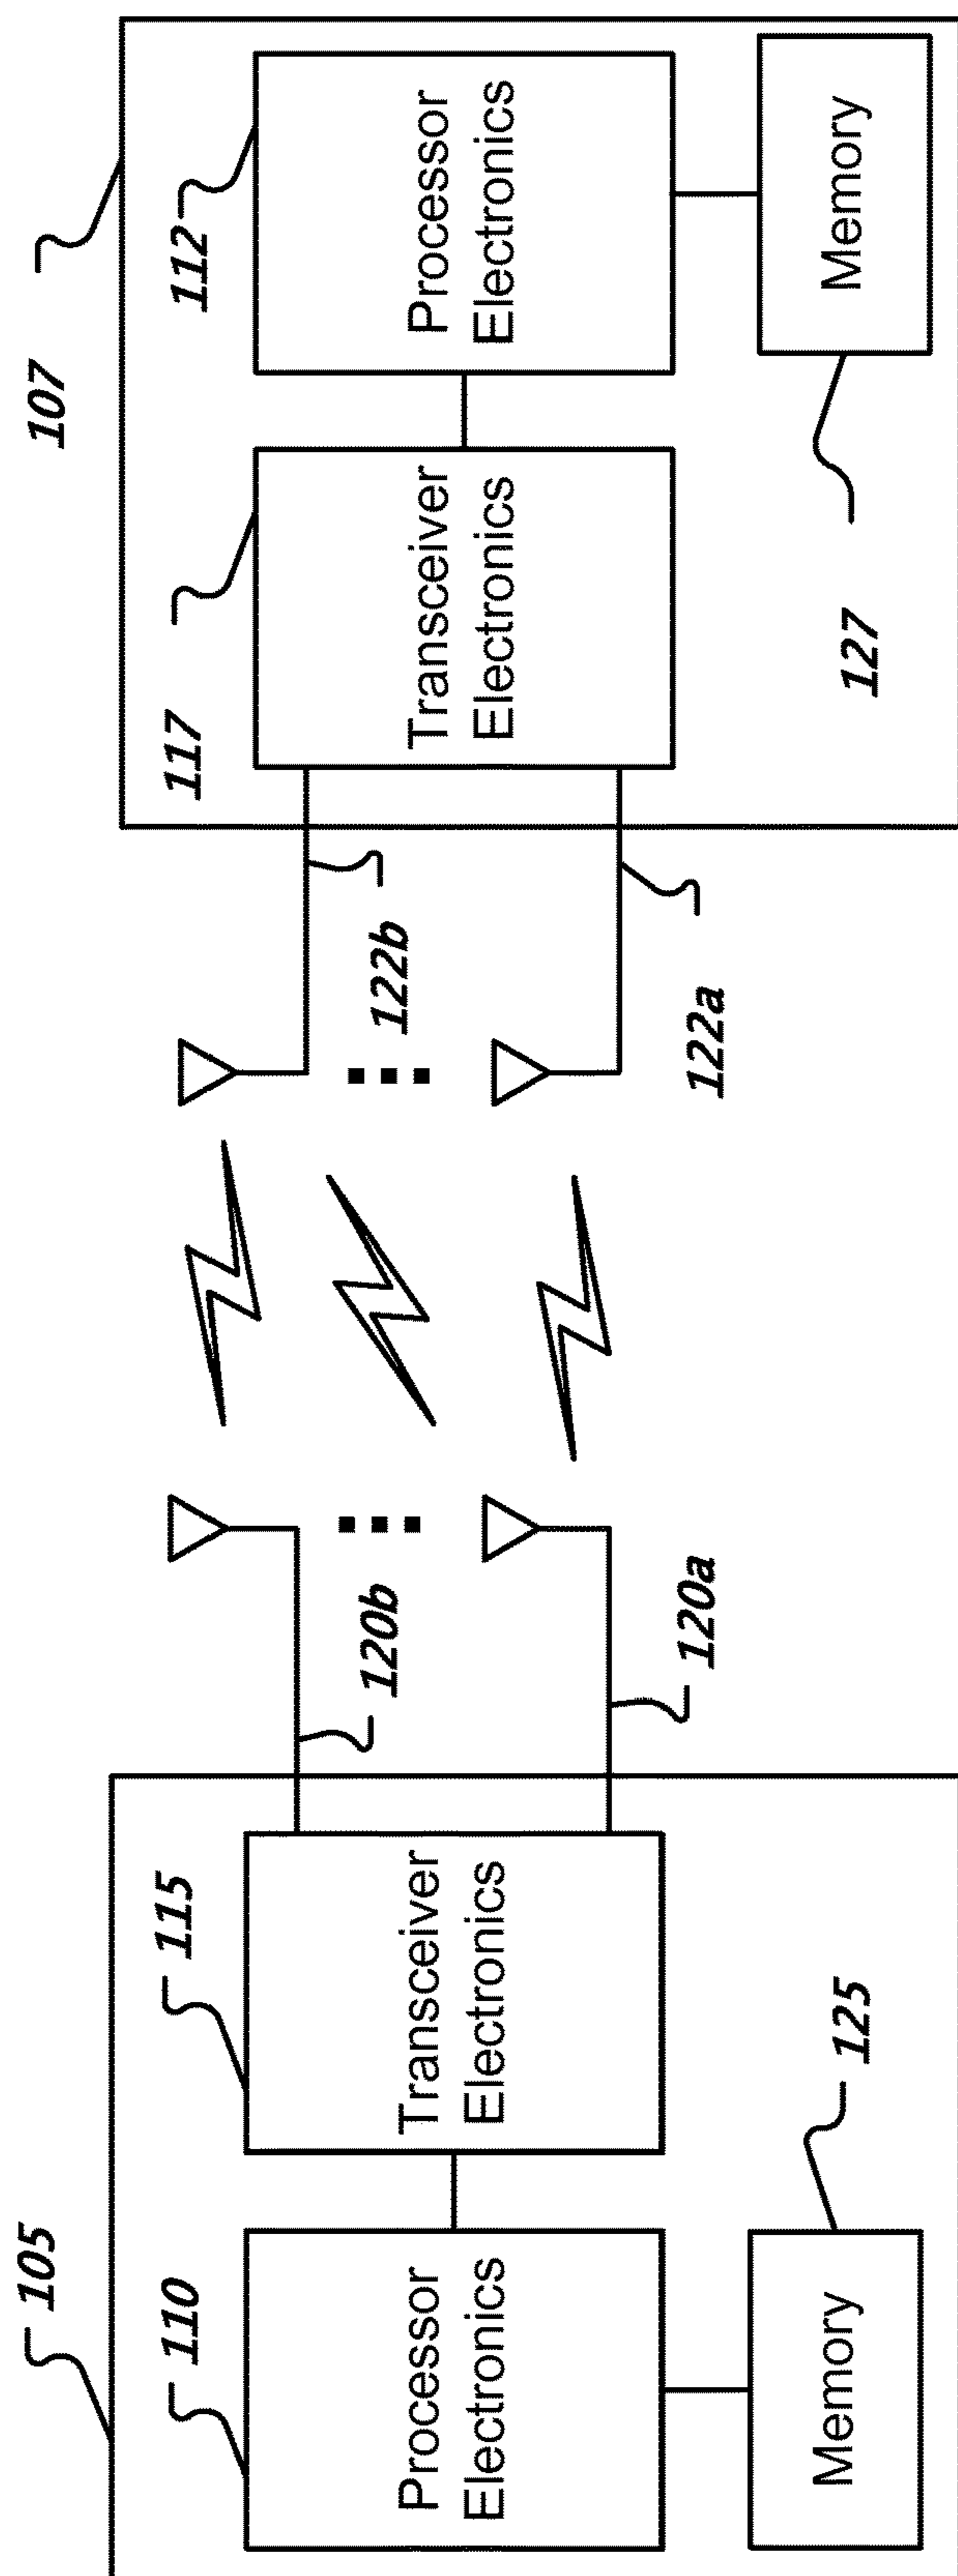 105
110
Processor
Electronics
115
Transceiver
Electronics
Memory
125
120b
120a
122b
122a
107
117
Transceiver
Electronics
112
Processor
Electronics
127
Memory